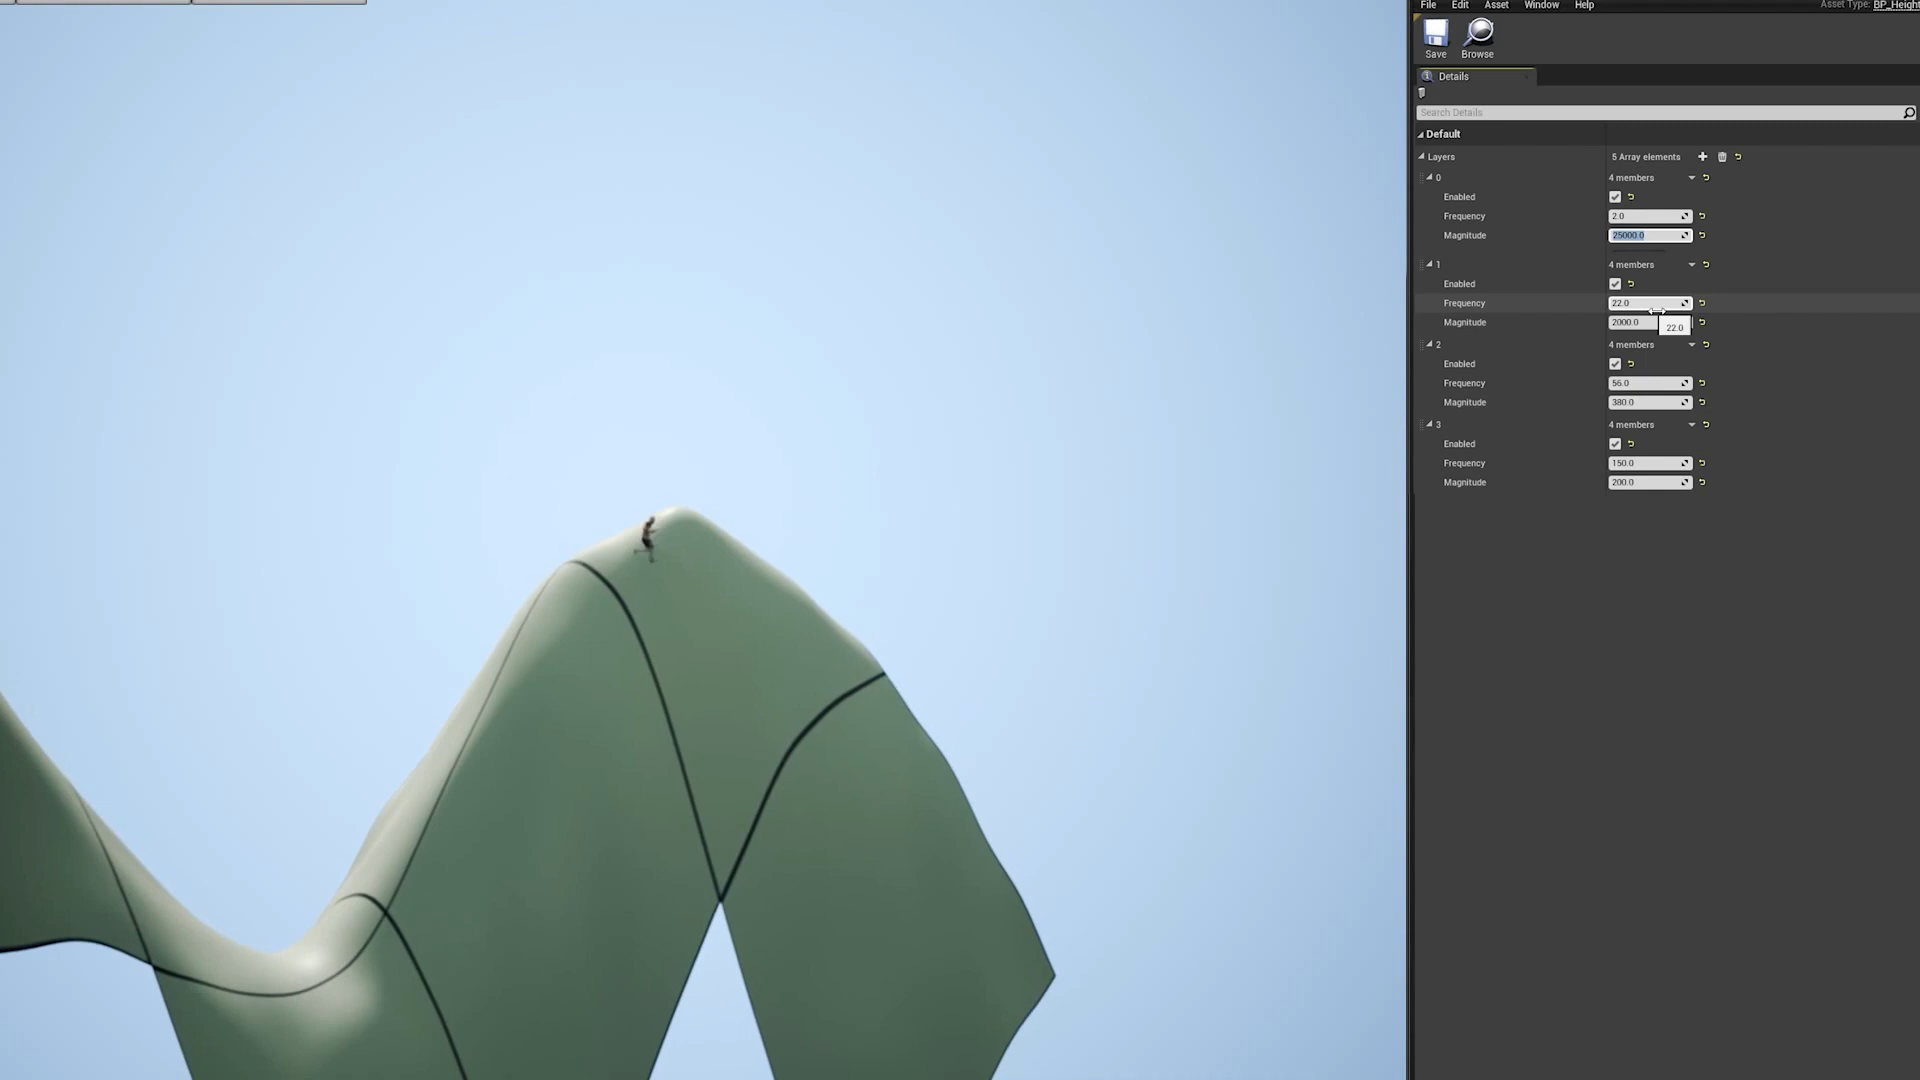 File Edit Asset Window Help Asset Type: BP_Height
Save Browse
Details
Search Details
Default
Layers 5 Array elements
0 4 members
Enabled
Frequency 2.0
Magnitude 25000.0
1 4 members
Enabled
Frequency 22.0
Magnitude 2000.0 22.0
2 4 members
Enabled
Frequency 56.0
Magnitude 380.0
3 4 members
Enabled
Frequency 150.0
Magnitude 200.0